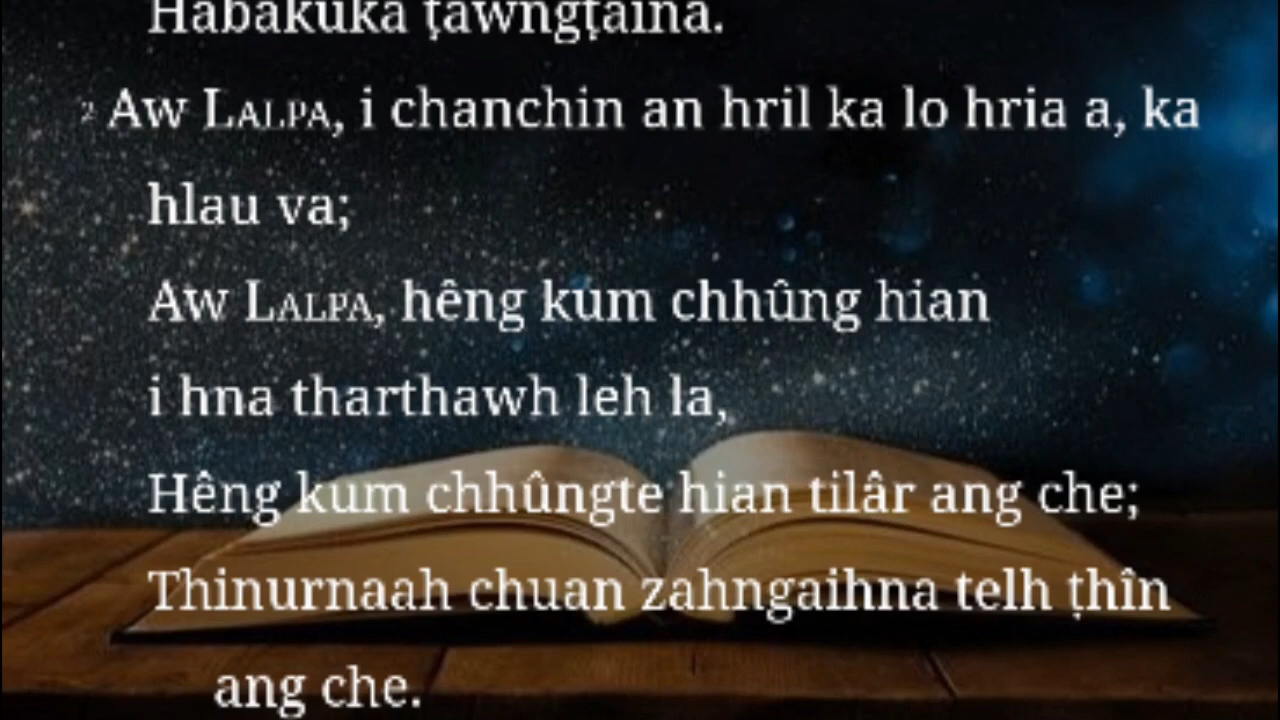 Habakuka ṭawngṭaina.
2 Aw LALPA, i chanchin an hril ka lo hria a, ka
hlau va;
Aw LALPA, hêng kum chhûng hian
i hna tharthawh leh la,
Hêng kum chhûngte hian tilâr ang che;
Thinurnaah chuan zahngaihna telh ṭhîn
ang che.